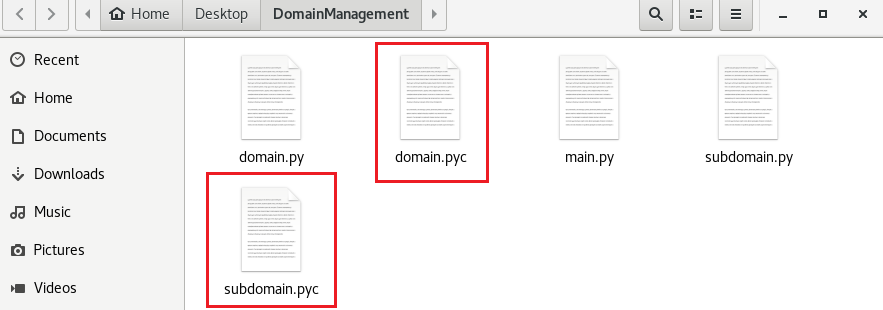 Home Desktop DomainManagement
Recent
Home
Documents
Downloads
Music
Pictures
Videos
domain.py domain.pyc main.py subdomain.py
subdomain.pyc